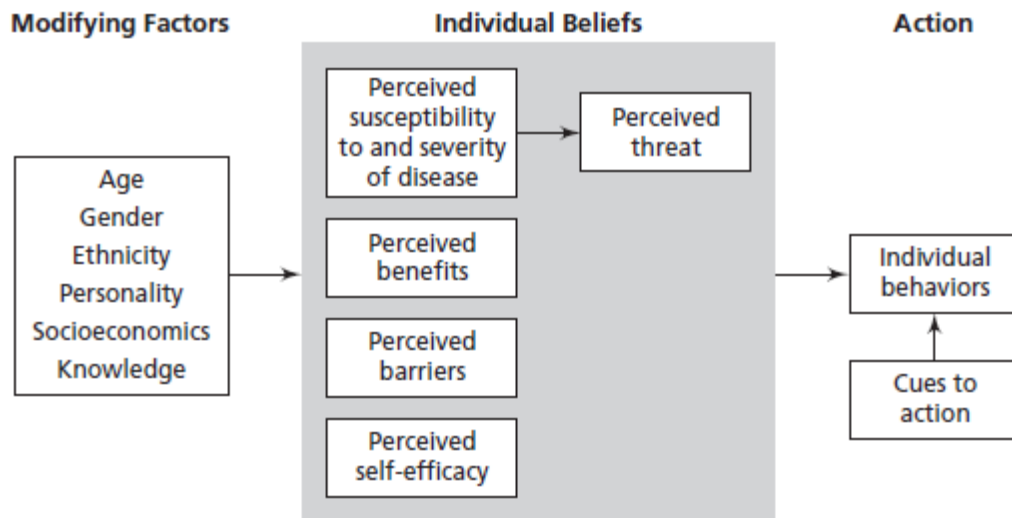 Modifying Factors
Individual Beliefs
Action
Age
Gender
Ethnicity
Personality
Socioeconomics
Knowledge
Perceived
susceptibility
to and severity
of disease
Perceived
threat
Perceived
benefits
Perceived
barriers
Perceived
self-efficacy
Individual
behaviors
Cues to
action